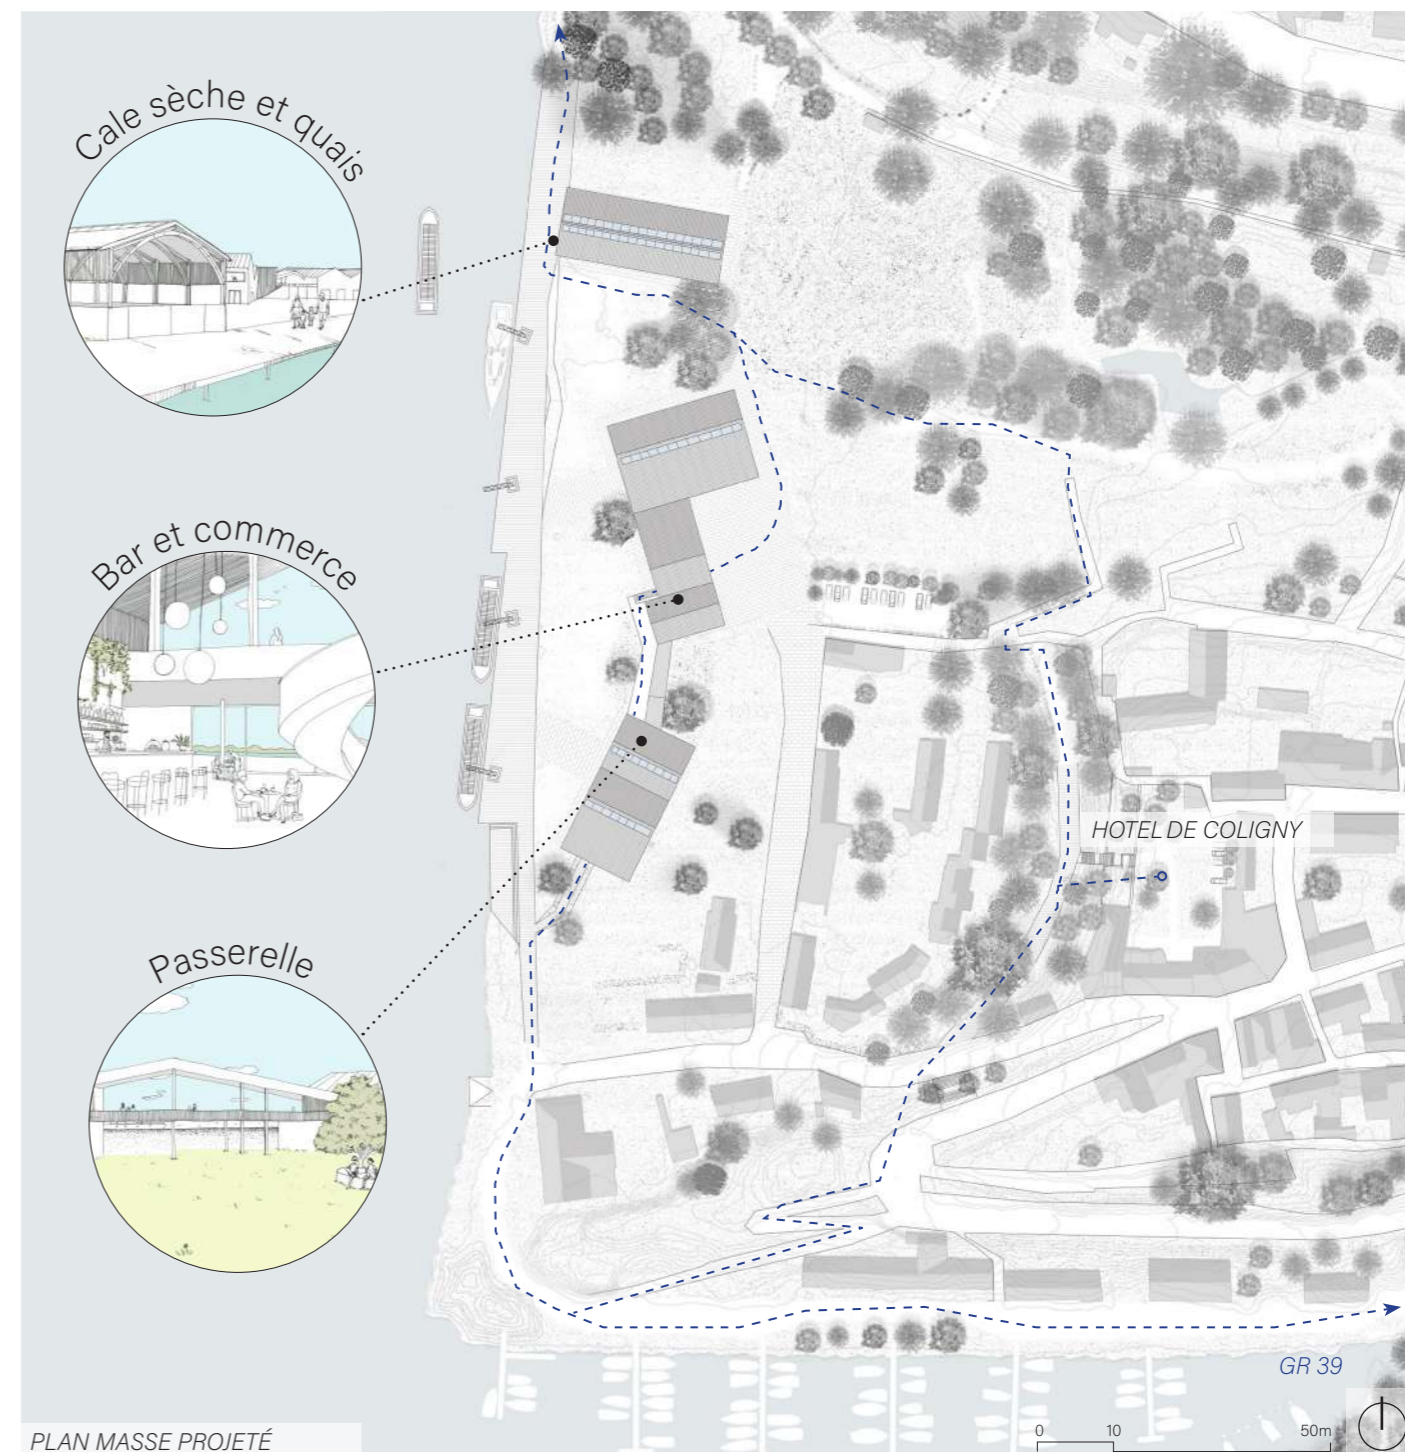 Cale sèche et quais
Bar et commerce
Passerelle
HOTEL DE COLIGNY
GR 39
0 10 50m
PLAN MASSE PROJETÉ